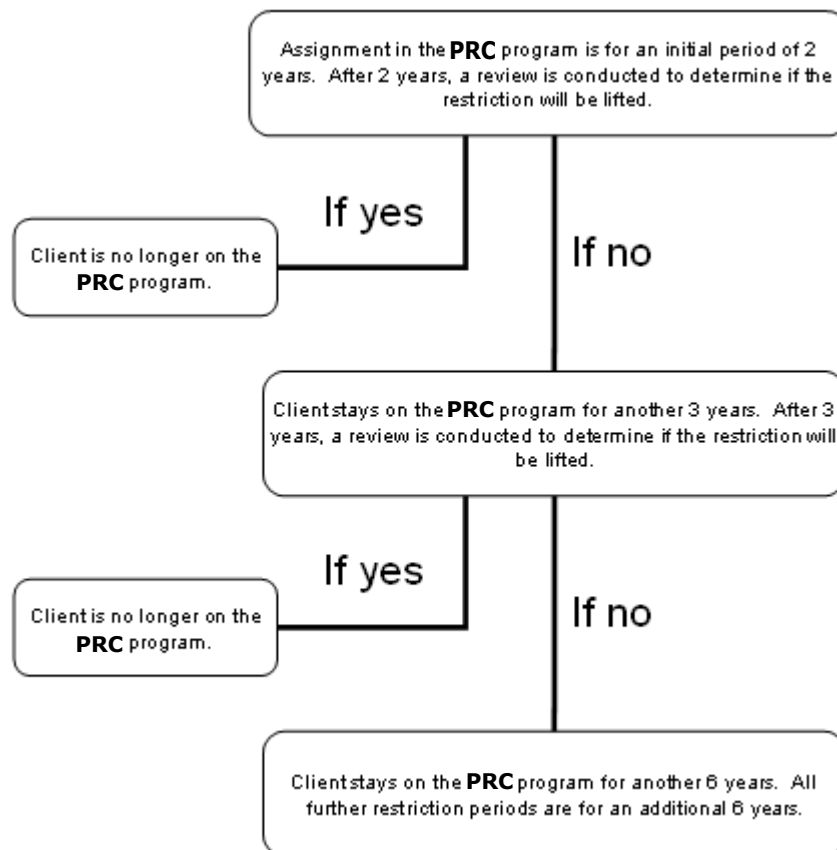 Assignment in the PRC program is for an initial period of 2
years. After 2 years, a review is conducted to determine if the
restriction will be lifted.
If yes
If no
Client is no longer on the
PRC program.
Client stays on the PRC program for another 3 years. After 3
years, a review is conducted to determine if the restriction will
be lifted.
If yes
If no
Client is no longer on the
PRC program.
Client stays on the PRC program for another 6 years. All
further restriction periods are for an additional 6 years.